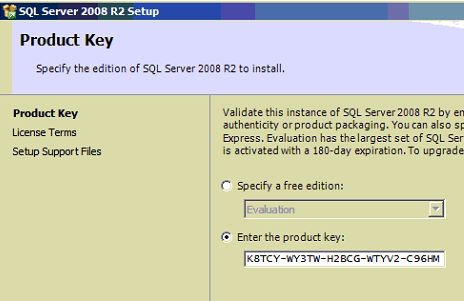 SQL Server 2008 R2 Setup
Product Key
Specify the edition of SQL Server 2008 R2 to install.
Product Key
License Terms
Setup Support Files
Validate this instance of SQL Server 2008 R2 by en
authenticity or product packaging. You can also sp
Express. Evaluation has the largest set of SQL Ser
is activated with a 180-day expiration. To upgrade
Specify a free edition:
Evaluation
Enter the product key:
K8TCY-WY3TW-H2BCG-WTYV2-C96HM